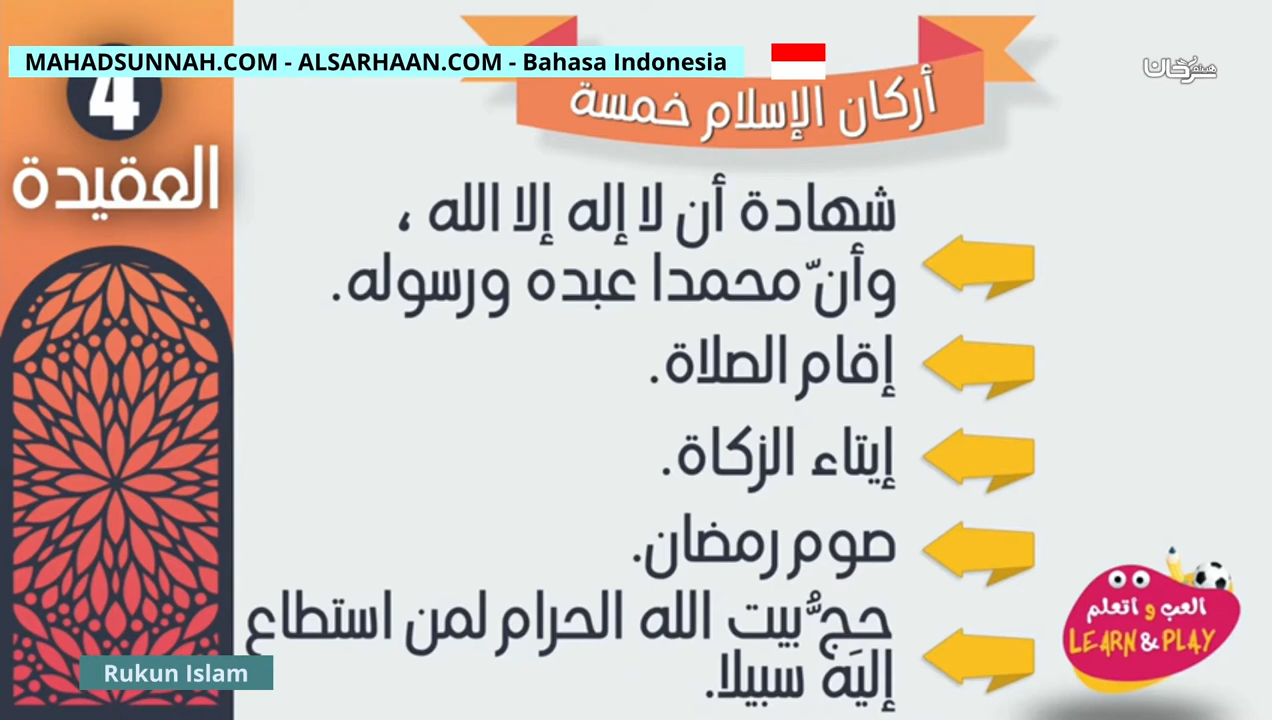 MAHADSUNNAH.COM - ALSARHAAN.COM - Bahasa Indonesia
4
العقيدة
أركان الإسلام خمسة
شهادة أن لا إله إلا الله ،
وأنّ محمدا عبده ورسوله.
إقام الصلاة.
إيتاء الزكاة.
صوم رمضان.
حجُّ بيت الله الحرام لمن استطاع
إليَه سبيلا.
العب و اتعلم
LEARN & PLAY
Rukun Islam